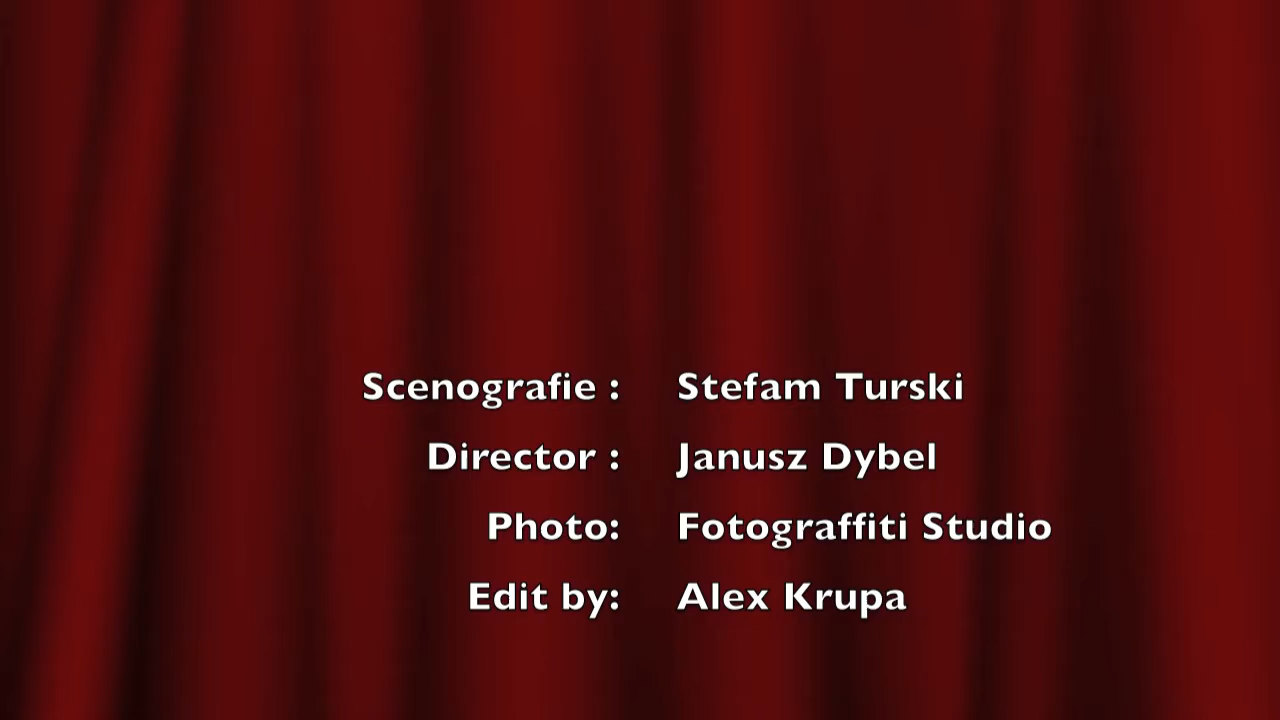 Scenografie : Stefam Turski
Director : Janusz Dybel
Photo: Fotograffiti Studio
Edit by: Alex Krupa